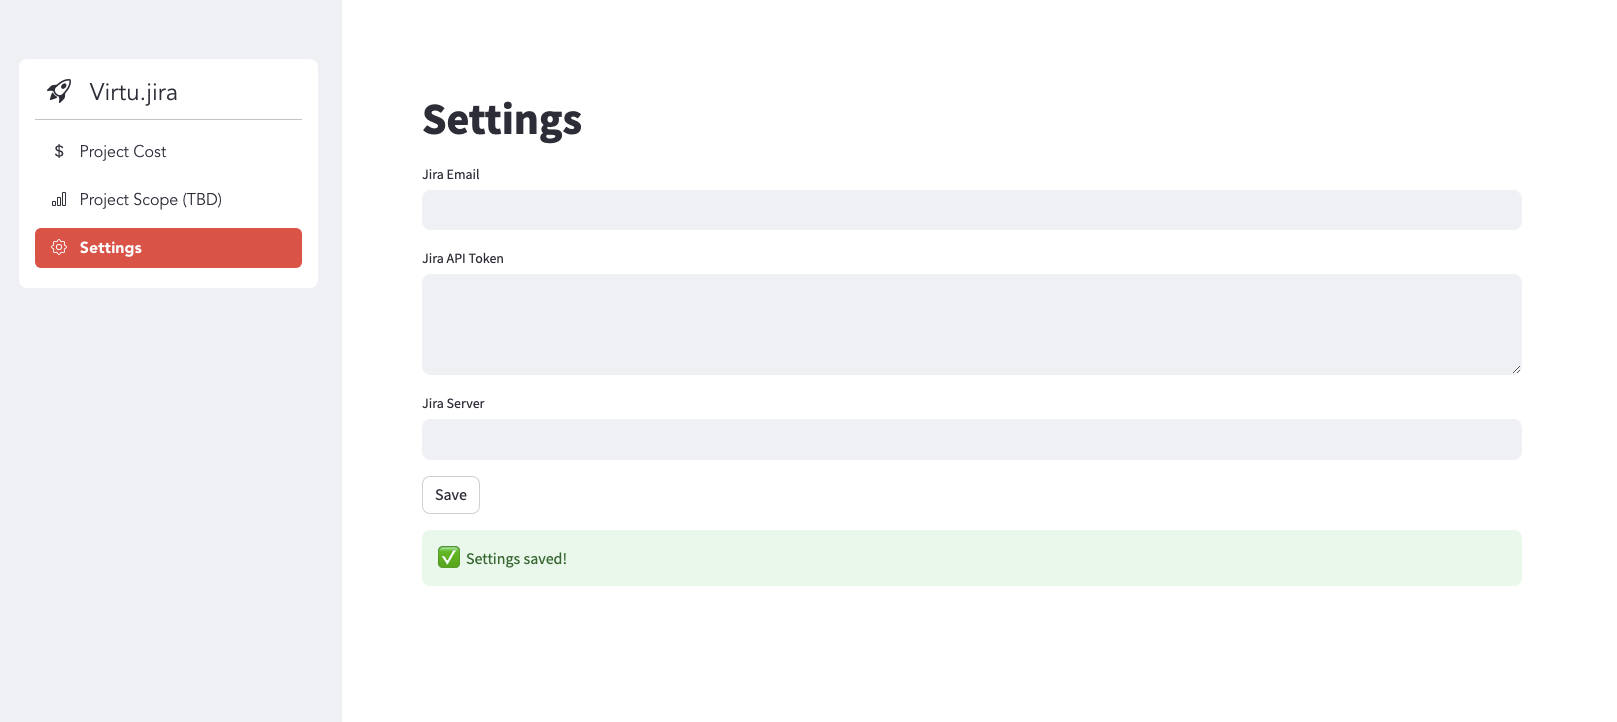 Virtu.jira
$ Project Cost
Project Scope (TBD)
Settings
Settings
Jira Email
Jira API Token
Jira Server
Save
✅ Settings saved!